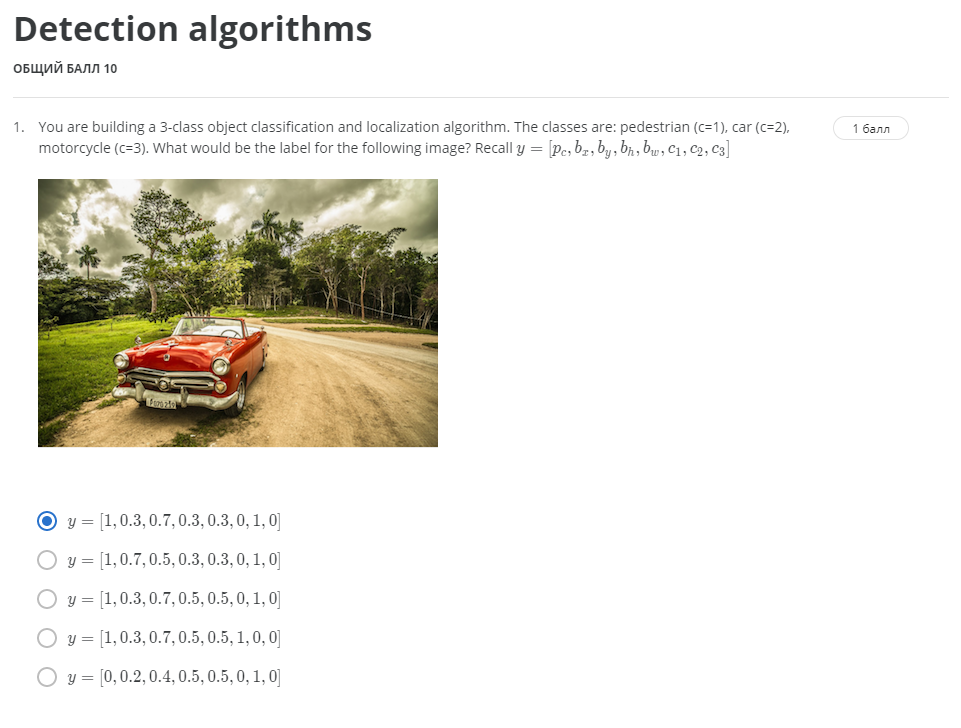 Detection algorithms
ОБЩИЙ БАЛЛ 10
1. You are building a 3-class object classification and localization algorithm. The classes are: pedestrian (c=1), car (c=2),
motorcycle (c=3). What would be the label for the following image? Recall y = [p_c, b_x, b_y, b_h, b_w, c_1, c_2, c_3]
1 балл
y = [1, 0.3, 0.7, 0.3, 0.3, 0, 1, 0]
y = [1, 0.7, 0.5, 0.3, 0.3, 0, 1, 0]
y = [1, 0.3, 0.7, 0.5, 0.5, 0, 1, 0]
y = [1, 0.3, 0.7, 0.5, 0.5, 1, 0, 0]
y = [0, 0.2, 0.4, 0.5, 0.5, 0, 1, 0]